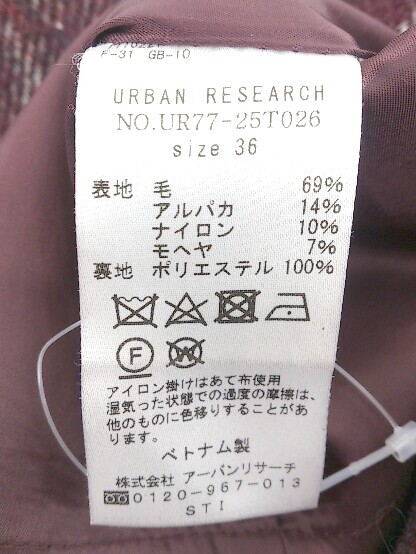 F-31 GB-10
URBAN RESEARCH
NO.UR77-25T026
size 36
表地 毛 69%
アルパカ 14%
ナイロン 10%
モヘヤ 7%
裏地 ポリエステル 100%
F W
アイロン掛けはあて布使用
湿気った状態での過度の摩擦は、
他のものに色移りすることがあ
ります。
ベトナム製
株式会社 アーバンリサーチ
0120-967-013
STI